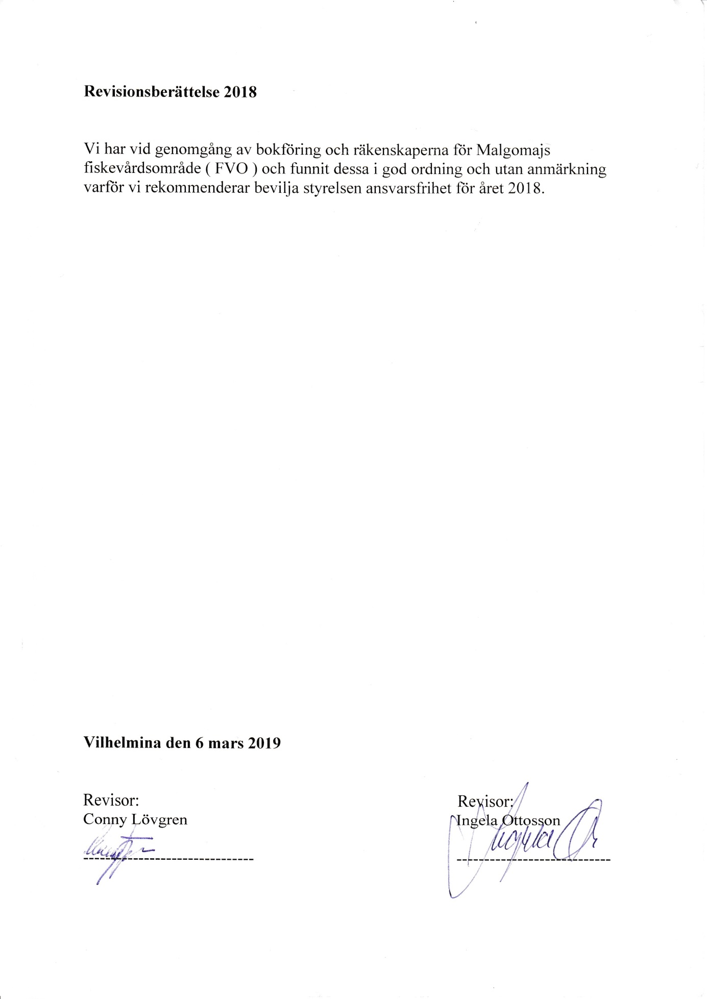 Revisionsberättelse 2018
Vi har vid genomgång av bokföring och räkenskaperna för Malgomajs
fiskevårdsområde ( FVO ) och funnit dessa i god ordning och utan anmärkning
varför vi rekommenderar bevilja styrelsen ansvarsfrihet för året 2018.
Vilhelmina den 6 mars 2019
Revisor:
Conny Lövgren
Revisor:
Ingela Ottosson
Ingela